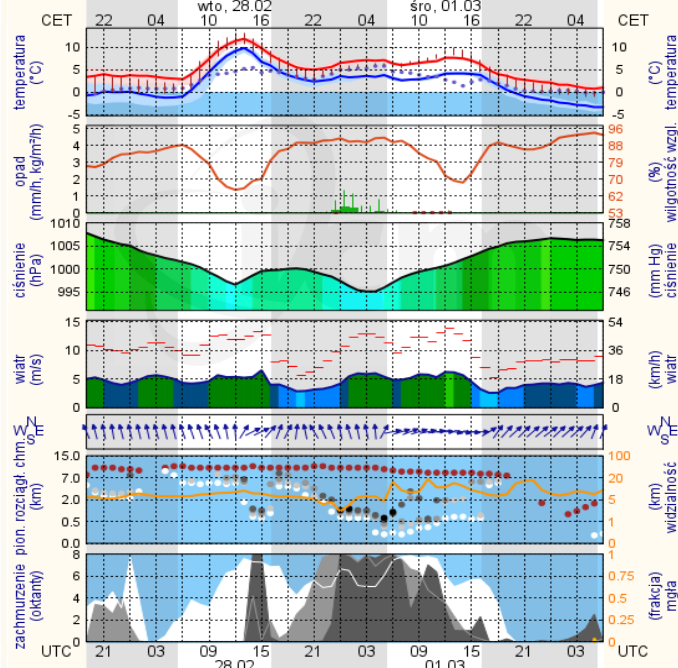 wto, 28.02 śro, 01.03
CET 22 04 10 16 22 04 10 16 22 04 CET
temperatura (°C) 10 5 0 -5 10 5 0 -5 temperatura (°C)
opad (mm/h, kg/m²/h) 5 4 3 2 1 0 96 88 79 70 62 53 (%) wilgotność wzgl.
ciśnienie (hPa) 1010 1005 1000 995 758 754 750 746 (mm Hg) ciśnienie
wiatr (m/s) 15 10 5 0 54 36 18 0 (km/h) wiatr
N W E S N W E S
pion. rozciągł. chm. (km) 15.0 7.0 2.0 0.5 0.0 100 20 5 1 0 (km) widzialność
zachmurzenie (oktanty) 8 6 4 2 0 1 0.75 0.5 0.25 0 (frakcja) mgła
UTC 21 03 09 15 21 03 09 15 21 03 UTC
28.02 01.03